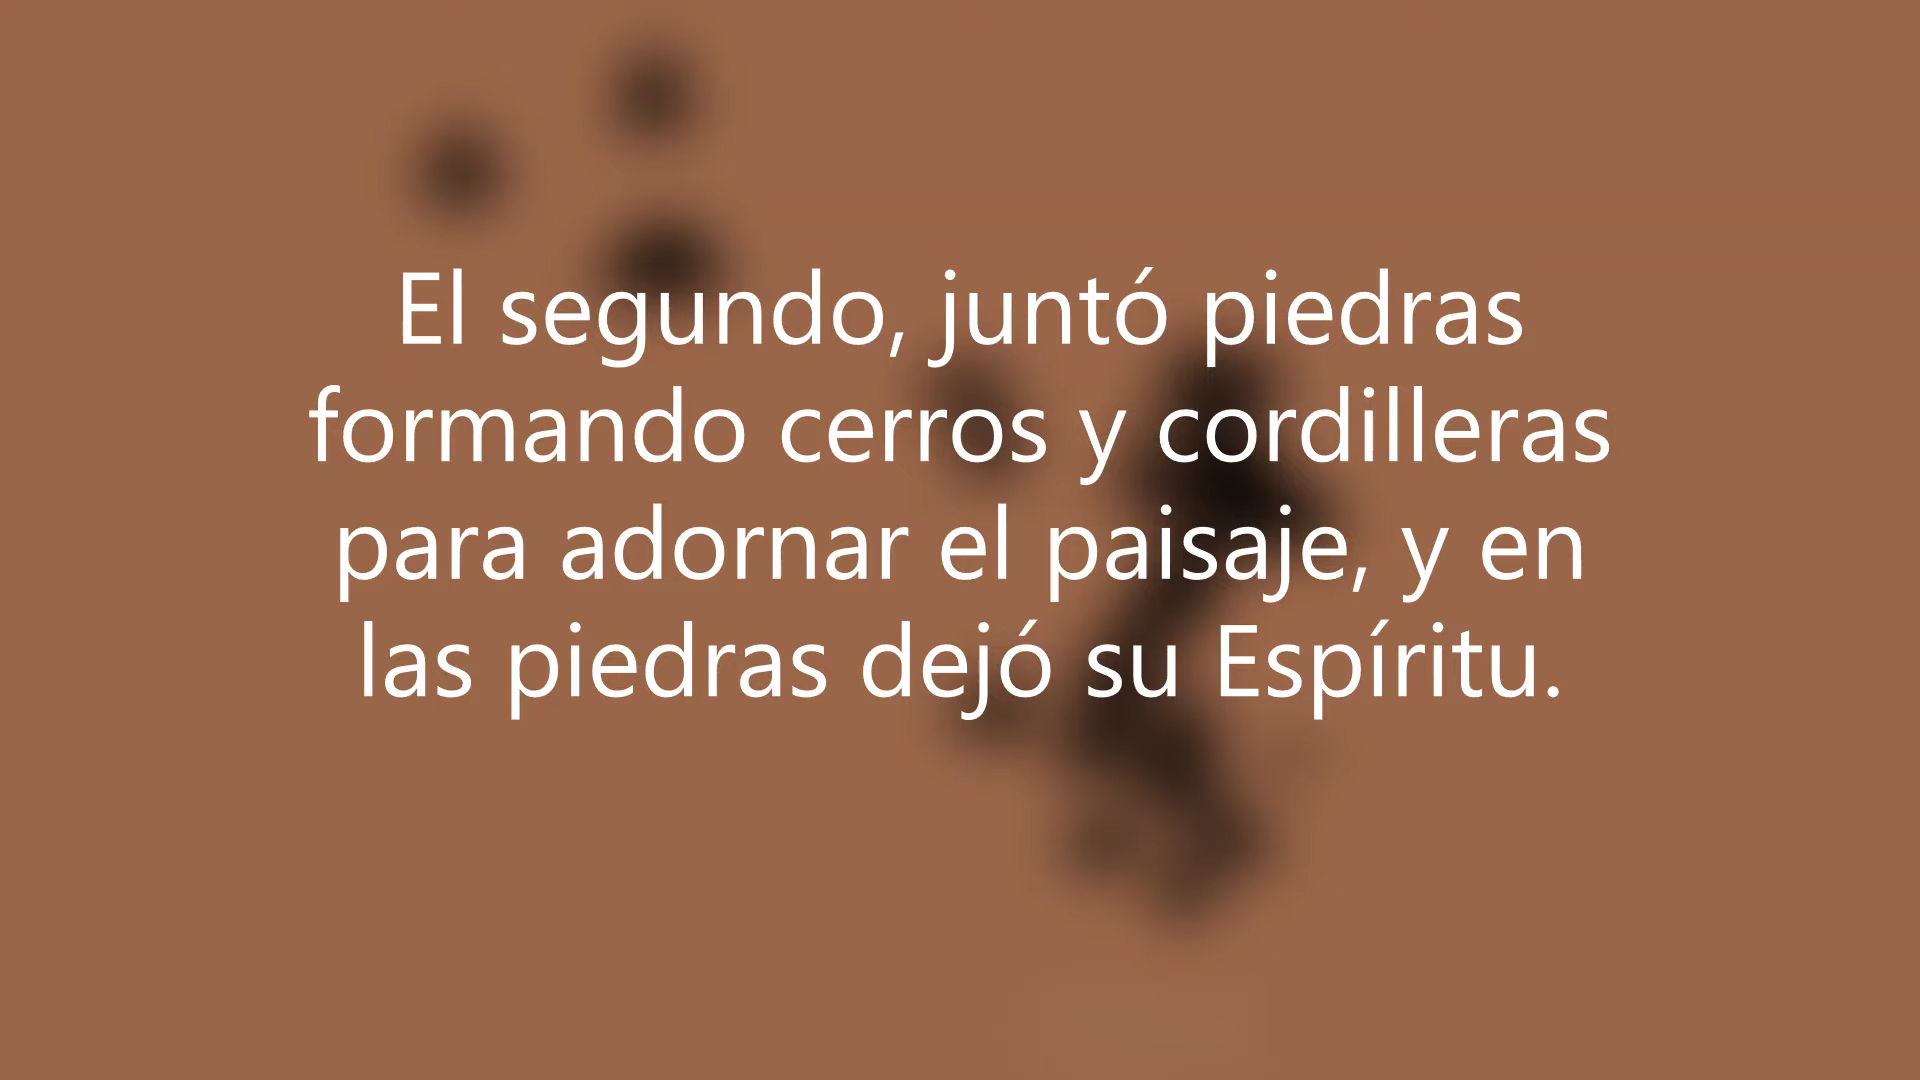 El segundo, juntó piedras
formando cerros y cordilleras
para adornar el paisaje, y en
las piedras dejó su Espíritu.